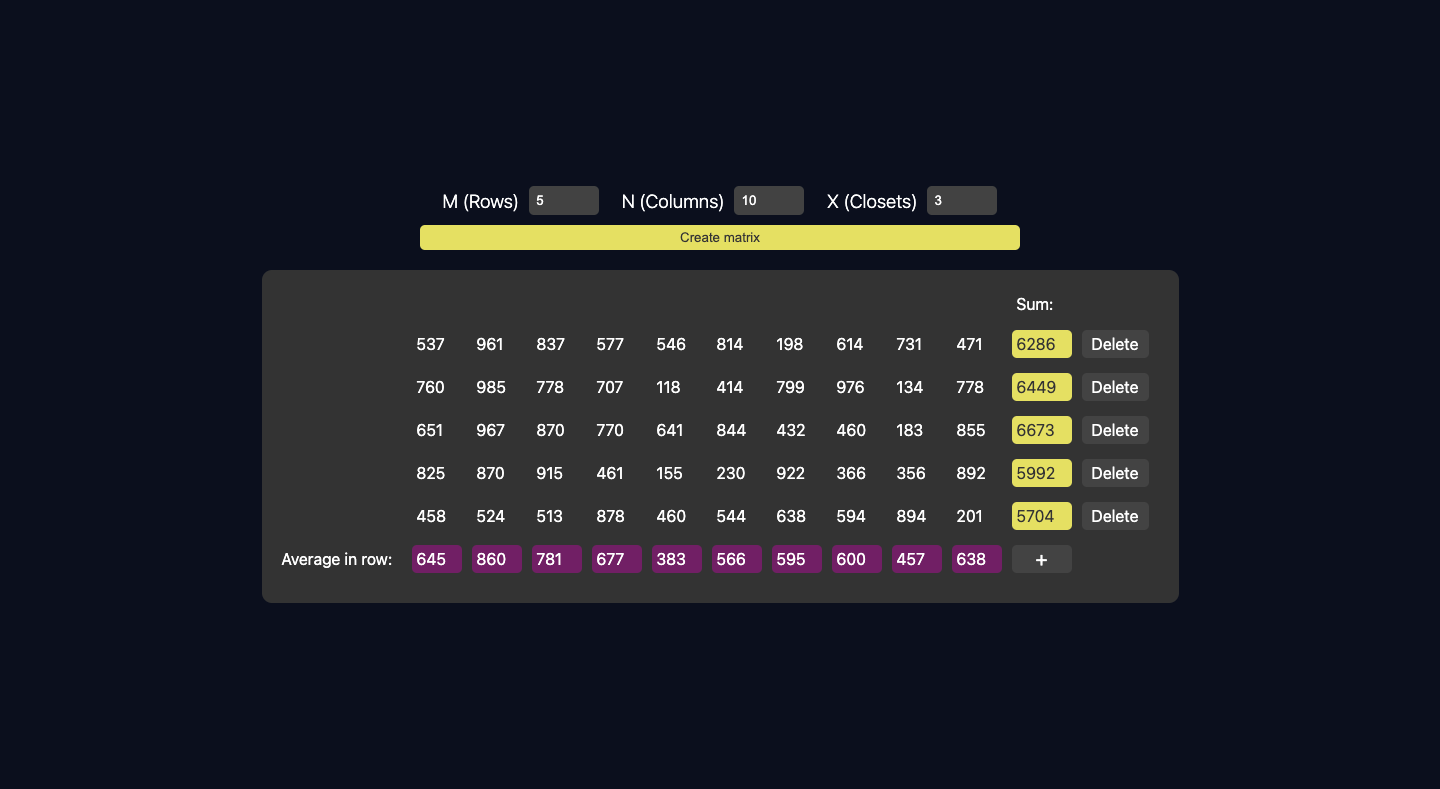 M (Rows) 5 N (Columns) 10 X (Closets) 3
Create matrix
Sum:
537 961 837 577 546 814 198 614 731 471 6286 Delete
760 985 778 707 118 414 799 976 134 778 6449 Delete
651 967 870 770 641 844 432 460 183 855 6673 Delete
825 870 915 461 155 230 922 366 356 892 5992 Delete
458 524 513 878 460 544 638 594 894 201 5704 Delete
Average in row: 645 860 781 677 383 566 595 600 457 638 +